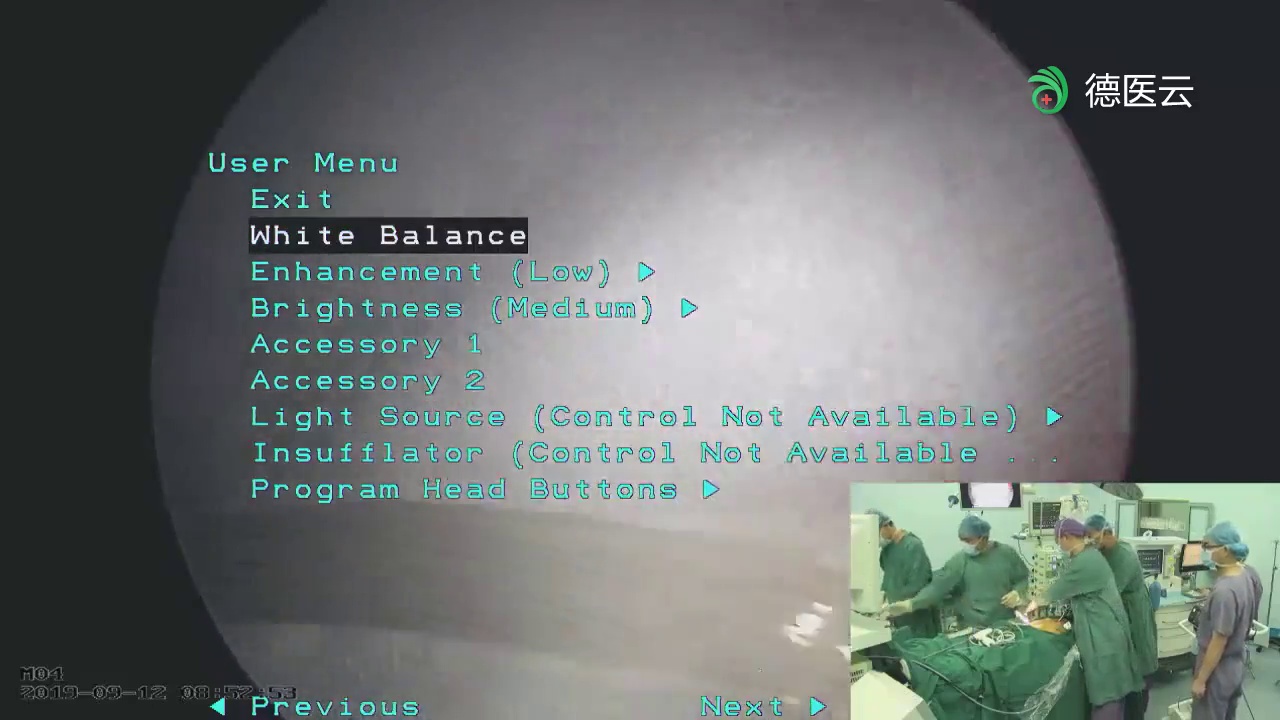 德医云
User Menu
Exit
White Balance
Enhancement (Low) ▶
Brightness (Medium) ▶
Accessory 1
Accessory 2
Light Source (Control Not Available) ▶
Insufflator (Control Not Available ...
Program Head Buttons ▶
M04
2019-09-12 08:52:53
◀ Previous
Next ▶